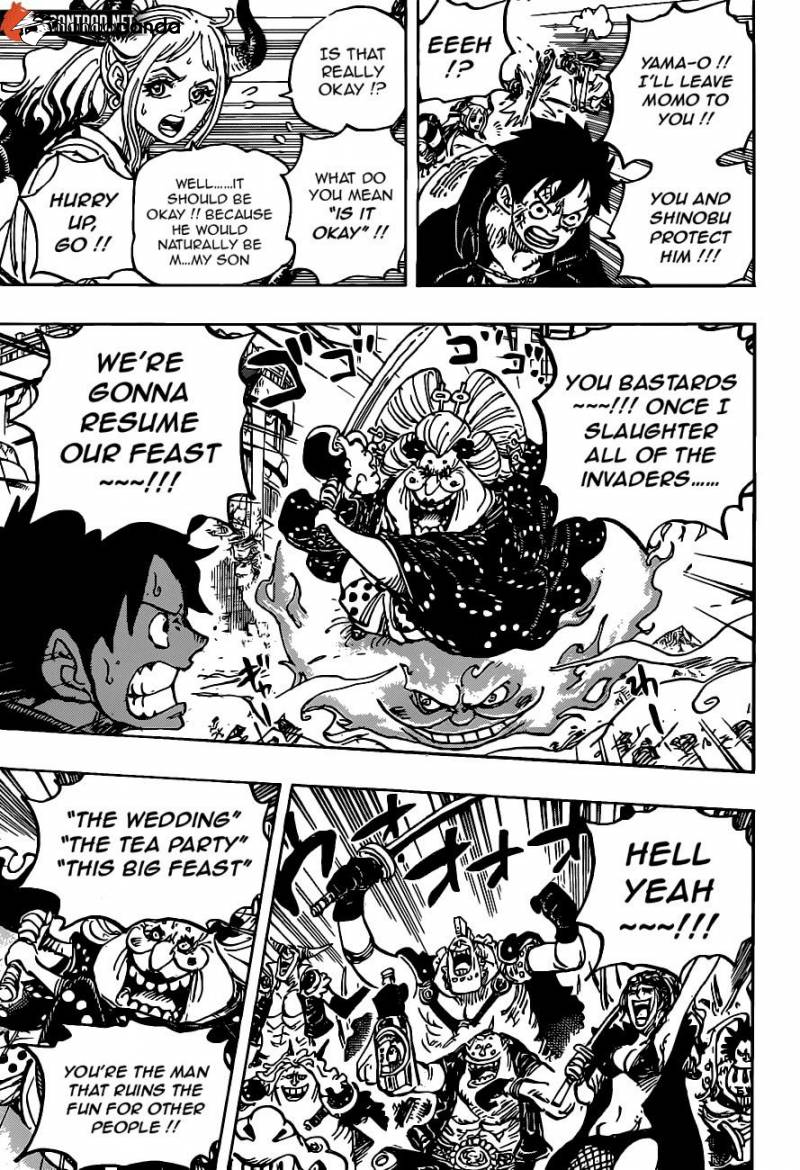 YAMA-O !!
I'LL LEAVE
MOMO TO
YOU !!
YOU AND
SHINOBU
PROTECT
HIM !!!
EEEH
!?
IS THAT
REALLY
OKAY !?
WHAT DO
YOU MEAN
"IS IT
OKAY" !!
WELL......IT
SHOULD BE
OKAY !! BECAUSE
HE WOULD
NATURALLY BE
M...MY SON
HURRY
UP,
GO !!
YOU BASTARDS
~~~!!! ONCE I
SLAUGHTER
ALL OF THE
INVADERS......
ゴゴゴ
WE'RE
GONNA
RESUME
OUR FEAST
~~~!!!
HELL
YEAH
~~~!!!
"THE WEDDING"
"THE TEA PARTY"
"THIS BIG FEAST"
YOU'RE THE MAN
THAT RUINS THE
FUN FOR OTHER
PEOPLE !!